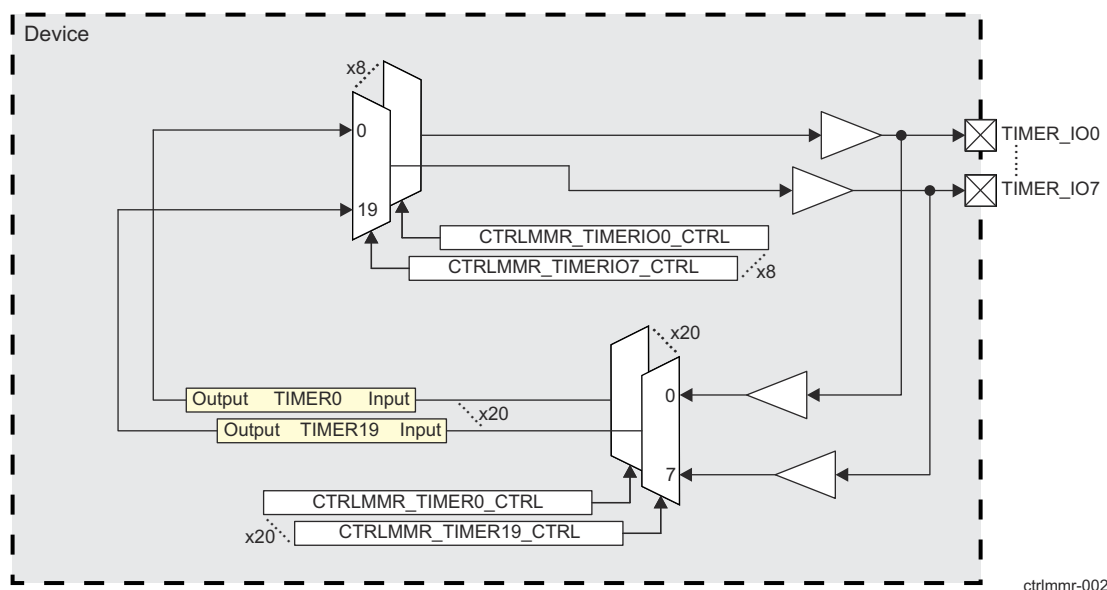 Device
x8
0
19
TIMER_IO0
TIMER_IO7
CTRLMMR_TIMERIO0_CTRL
CTRLMMR_TIMERIO7_CTRL
x8
x20
0
7
Output TIMER0 Input
x20
Output TIMER19 Input
CTRLMMR_TIMER0_CTRL
x20
CTRLMMR_TIMER19_CTRL
ctrlmmr-002